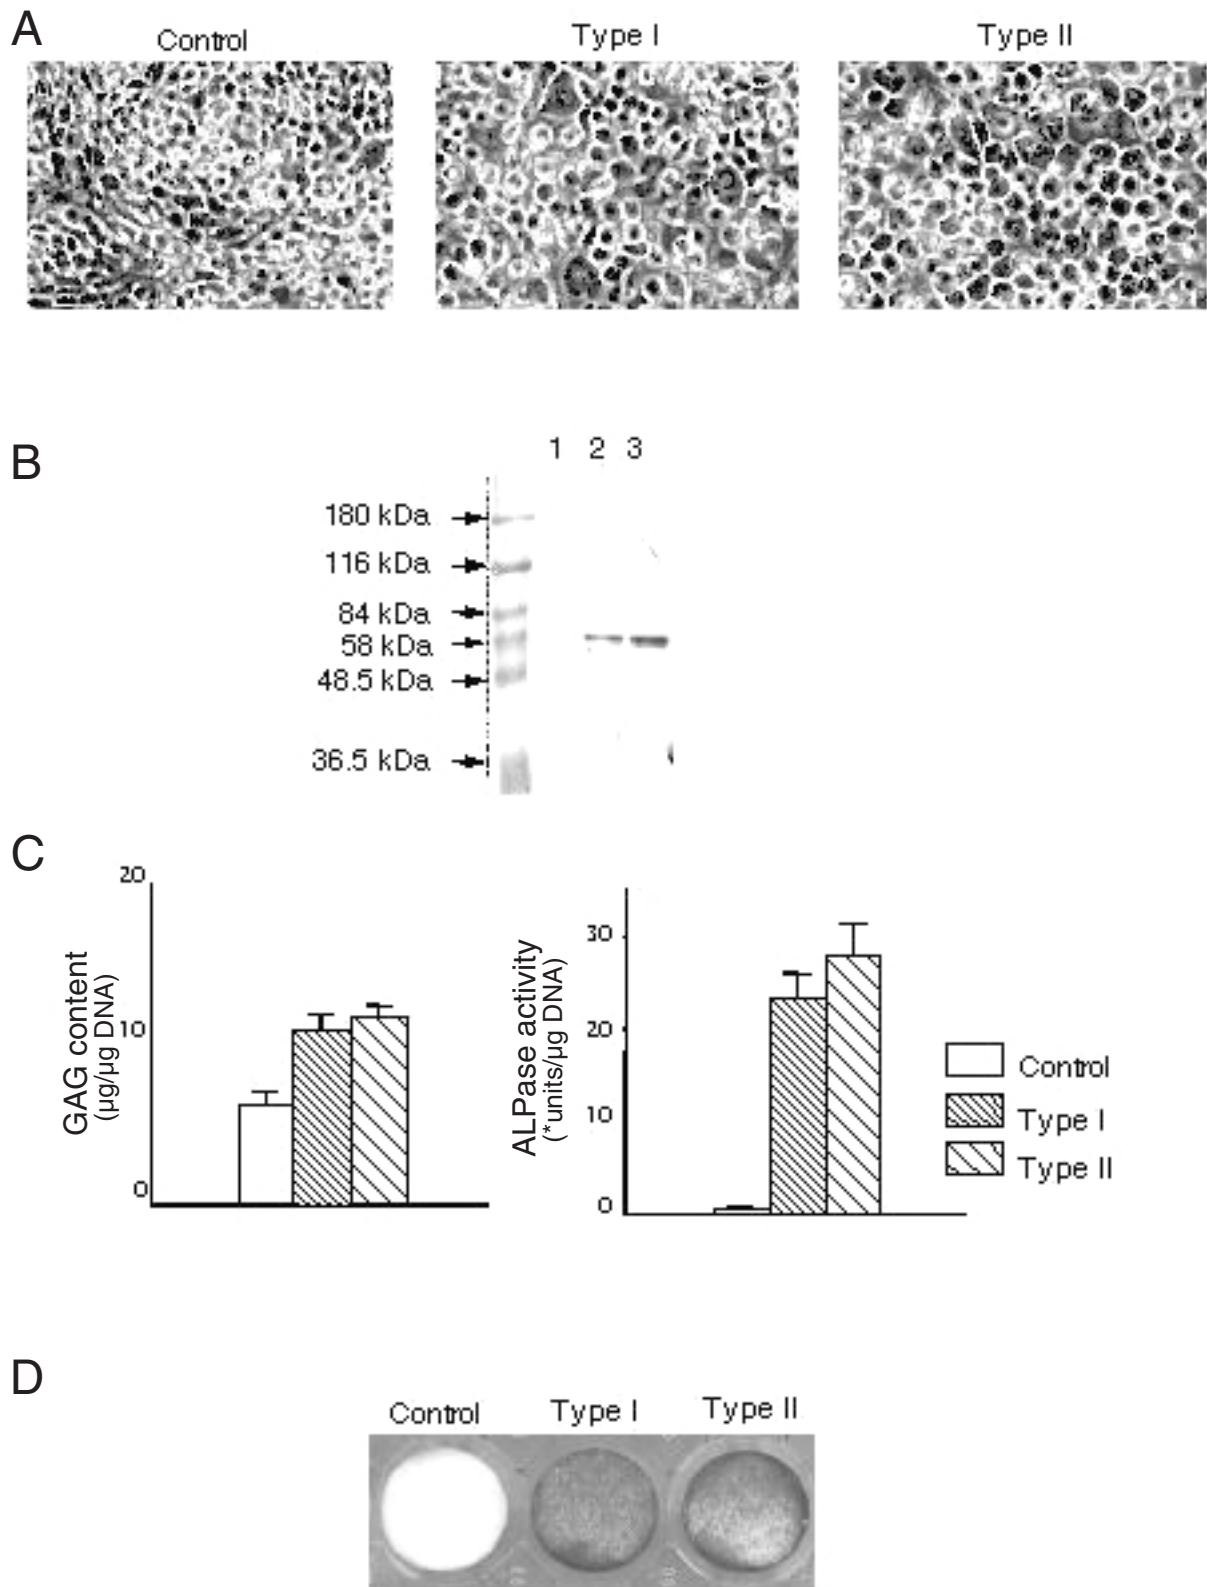 A
Control
Type I
Type II
B
1 2 3
180 kDa
116 kDa
84 kDa
58 kDa
48.5 kDa
36.5 kDa
C
GAG content
(µg/µg DNA)
20
10
0
ALPase activity
(*units/µg DNA)
30
20
10
0
Control
Type I
Type II
D
Control
Type I
Type II